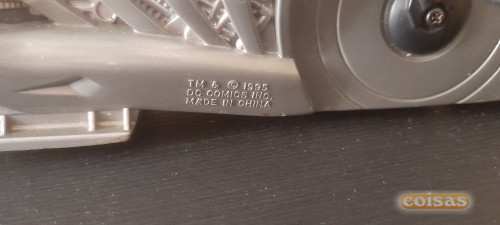 TM & © 1995
DC COMICS INC.
MADE IN CHINA
coisas